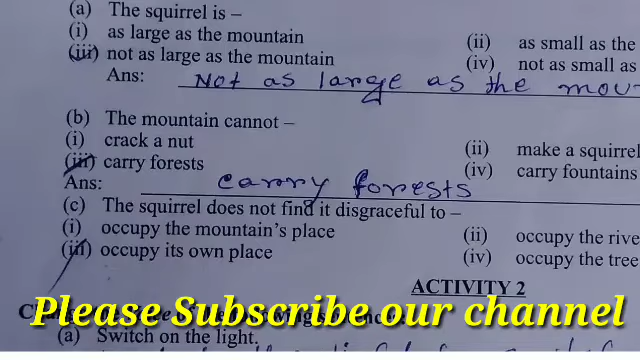 (a) The squirrel is –
(i) as large as the mountain (ii) as small as the
(iii) not as large as the mountain (iv) not as small as
Ans: Not as large as the mou
(b) The mountain cannot –
(i) crack a nut (ii) make a squirrel
(iii) carry forests (iv) carry fountains
Ans: carry forests
(c) The squirrel does not find it disgraceful to –
(i) occupy the mountain's place (ii) occupy the rive
(iii) occupy its own place (iv) occupy the tree
ACTIVITY 2
Please Subscribe our channel
(a) Switch on the light.